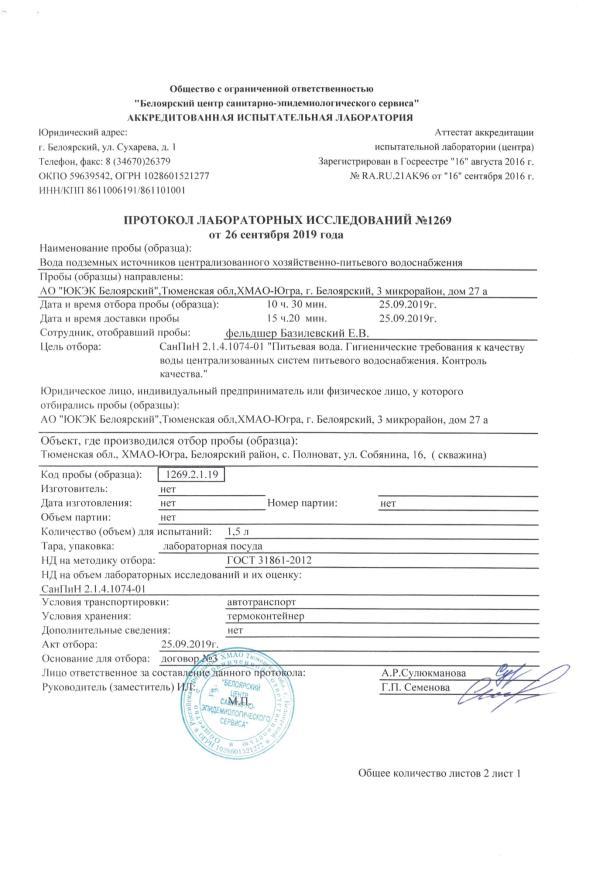 Общество с ограниченной ответственностью
"Белоярский центр санитарно-эпидемиологического сервиса"
АККРЕДИТОВАННАЯ ИСПЫТАТЕЛЬНАЯ ЛАБОРАТОРИЯ
Юридический адрес: Аттестат аккредитации
г. Белоярский, ул. Сухарева, д. 1 испытательной лаборатории (центра)
Телефон, факс: 8 (34670)26379 Зарегистрирован в Госреестре "16" августа 2016 г.
ОКПО 59639542, ОГРН 1028601521277 № RA.RU.21АК96 от "16" сентября 2016 г.
ИНН/КПП 8611006191/861101001
ПРОТОКОЛ ЛАБОРАТОРНЫХ ИССЛЕДОВАНИЙ №1269
от 26 сентября 2019 года
Наименование пробы (образца):
Вода подземных источников централизованного хозяйственно-питьевого водоснабжения
Пробы (образцы) направлены:
АО "ЮКЭК Белоярский",Тюменская обл,ХМАО-Югра, г. Белоярский, 3 микрорайон, дом 27 а
Дата и время отбора пробы (образца): 10 ч. 30 мин. 25.09.2019г.
Дата и время доставки пробы 15 ч.20 мин. 25.09.2019г.
Сотрудник, отобравший пробы: фельдшер Базилевский Е.В.
Цель отбора: СанПиН 2.1.4.1074-01 "Питьевая вода. Гигиенические требования к качеству
воды централизованных систем питьевого водоснабжения. Контроль
качества."
Юридическое лицо, индивидуальный предприниматель или физическое лицо, у которого
отбирались пробы (образцы):
АО "ЮКЭК Белоярский",Тюменская обл,ХМАО-Югра, г. Белоярский, 3 микрорайон, дом 27 а
Объект, где производился отбор пробы (образца):
Тюменская обл., ХМАО-Югра, Белоярский район, с. Полноват, ул. Собянина, 16, ( скважина)
Код пробы (образца): 1269.2.1.19
Изготовитель: нет
Дата изготовления: нет Номер партии: нет
Объем партии: нет
Количество (объем) для испытаний: 1,5 л
Тара, упаковка: лабораторная посуда
НД на методику отбора: ГОСТ 31861-2012
НД на объем лабораторных исследований и их оценку:
СанПиН 2.1.4.1074-01
Условия транспортировки: автотранспорт
Условия хранения: термоконтейнер
Дополнительные сведения: нет
Акт отбора: 25.09.2019г.
Основание для отбора: договор №3
Лицо ответственное за составление данного протокола: А.Р.Сулюкманова
Руководитель (заместитель) ИЛ: Г.П. Семенова
М.П.
"БЕЛОЯРСКИЙ
ЦЕНТР
САНИТАРНО-
ЭПИДЕМИОЛОГИЧЕСКОГО
СЕРВИСА"
Общее количество листов 2 лист 1